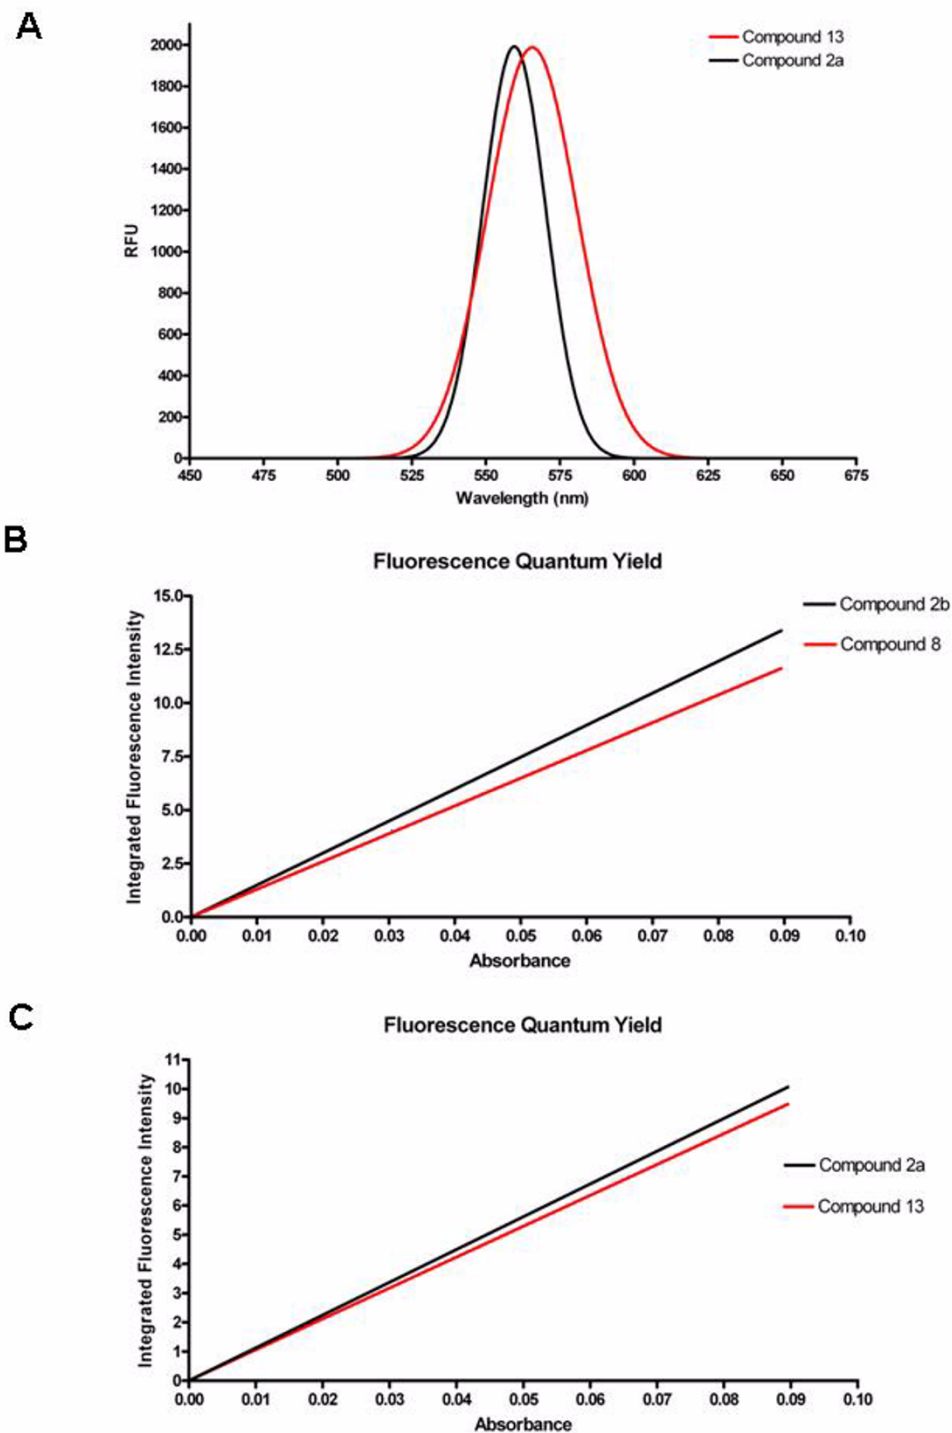 A
Compound 13
Compound 2a
2000
1800
1600
1400
1200
1000
800
600
400
200
0
RFU
450 475 500 525 550 575 600 625 650 675
Wavelength (nm)
B
Fluorescence Quantum Yield
Compound 2b
Compound 8
15.0
12.5
10.0
7.5
5.0
2.5
0.0
Integrated Fluorescence Intensity
0.00 0.01 0.02 0.03 0.04 0.05 0.06 0.07 0.08 0.09 0.10
Absorbance
C
Fluorescence Quantum Yield
11
10
9
8
7
6
5
4
3
2
1
0
Integrated Fluorescence Intensity
Compound 2a
Compound 13
0.00 0.01 0.02 0.03 0.04 0.05 0.06 0.07 0.08 0.09 0.10
Absorbance